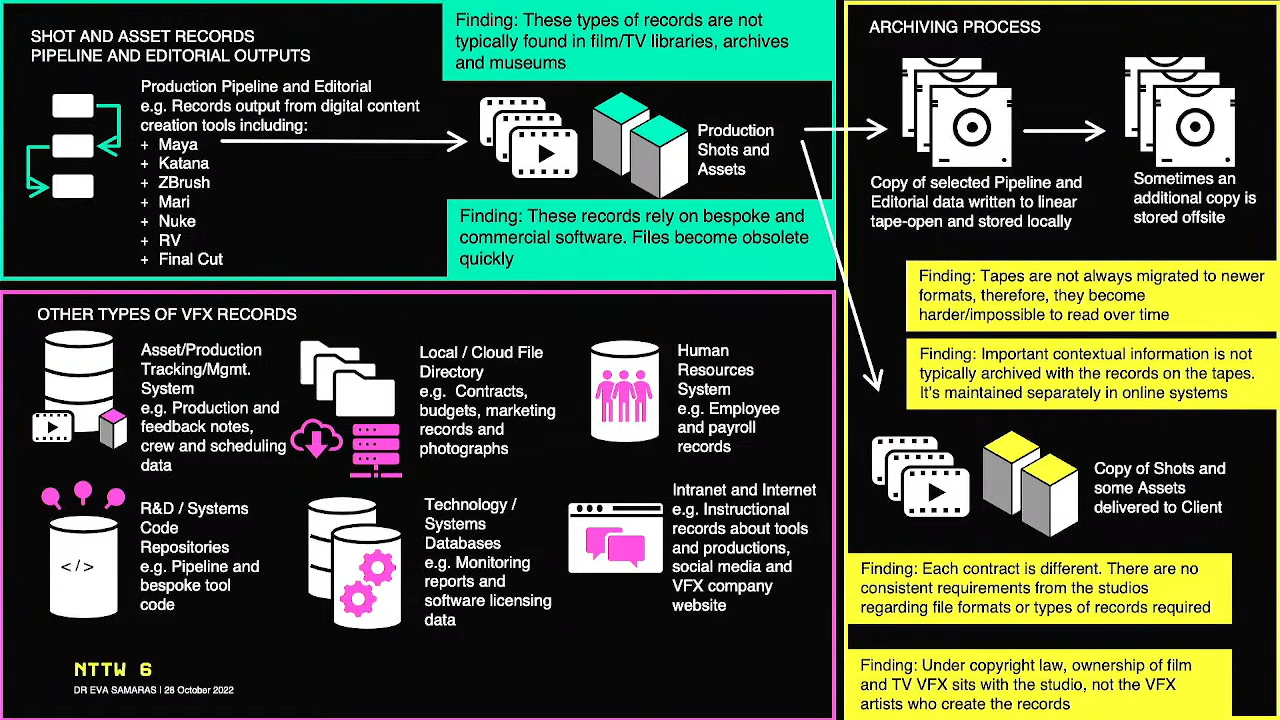 SHOT AND ASSET RECORDS
PIPELINE AND EDITORIAL OUTPUTS
Production Pipeline and Editorial
e.g. Records output from digital content
creation tools including:
+ Maya
+ Katana
+ ZBrush
+ Mari
+ Nuke
+ RV
+ Final Cut
Finding: These types of records are not
typically found in film/TV libraries, archives
and museums
Production
Shots and
Assets
Finding: These records rely on bespoke and
commercial software. Files become obsolete
quickly
OTHER TYPES OF VFX RECORDS
Asset/Production
Tracking/Mgmt.
System
e.g. Production and
feedback notes,
crew and scheduling
data
Local / Cloud File
Directory
e.g. Contracts,
budgets, marketing
records and
photographs
Human
Resources
System
e.g. Employee
and payroll
records
</>
R&D / Systems
Code
Repositories
e.g. Pipeline and
bespoke tool
code
Technology /
Systems
Databases
e.g. Monitoring
reports and
software licensing
data
Intranet and Internet
e.g. Instructional
records about tools
and productions,
social media and
VFX company
website
NTTW 6
DR EVA SAMARAS | 28 October 2022
ARCHIVING PROCESS
Copy of selected Pipeline and
Editorial data written to linear
tape-open and stored locally
Sometimes an
additional copy is
stored offsite
Finding: Tapes are not always migrated to newer
formats, therefore, they become
harder/impossible to read over time
Finding: Important contextual information is not
typically archived with the records on the tapes.
It's maintained separately in online systems
Copy of Shots and
some Assets
delivered to Client
Finding: Each contract is different. There are no
consistent requirements from the studios
regarding file formats or types of records required
Finding: Under copyright law, ownership of film
and TV VFX sits with the studio, not the VFX
artists who create the records